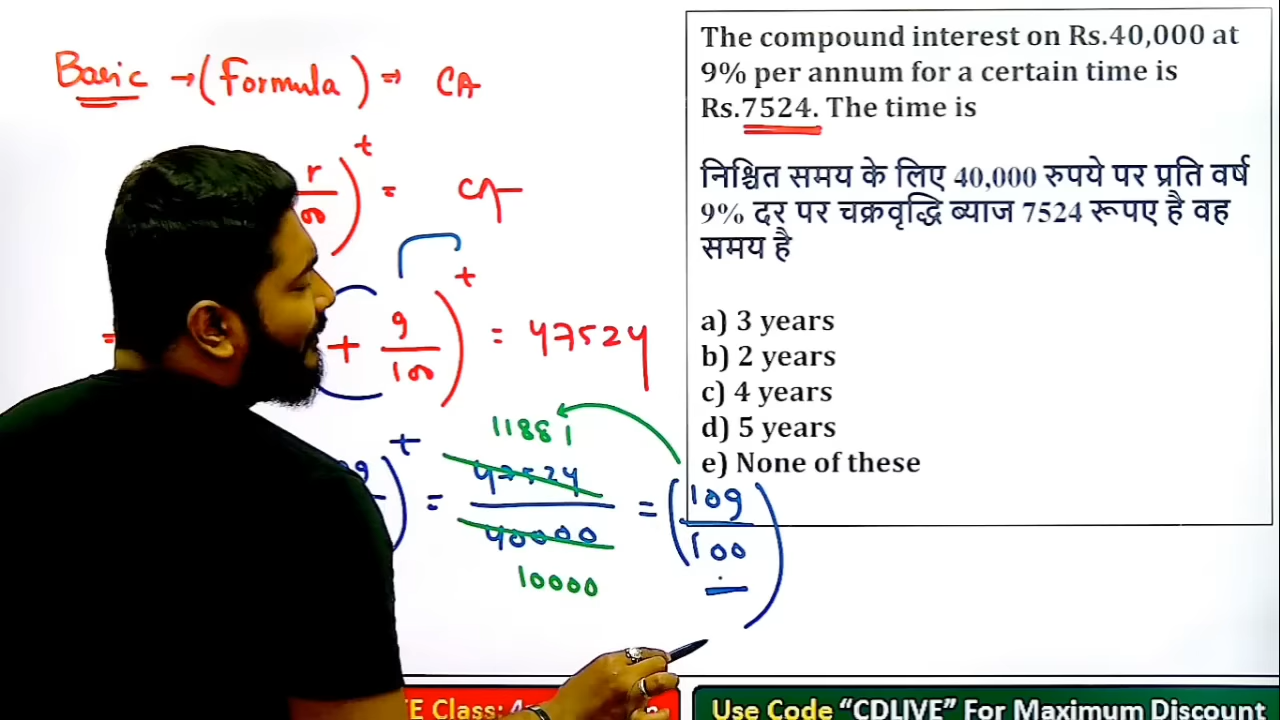 Basic → (Formula) → CA
r t
100 ) = CA
+ 9 t
100 ) = 47524
11881
) t = 47524 = (109
40000 100)
10000
The compound interest on Rs.40,000 at
9% per annum for a certain time is
Rs.7524. The time is
निश्चित समय के लिए 40,000 रुपये पर प्रति वर्ष
9% दर पर चक्रवृद्धि ब्याज 7524 रूपए है वह
समय है
a) 3 years
b) 2 years
c) 4 years
d) 5 years
e) None of these
E Class: 4
Use Code “CDLIVE” For Maximum Discount